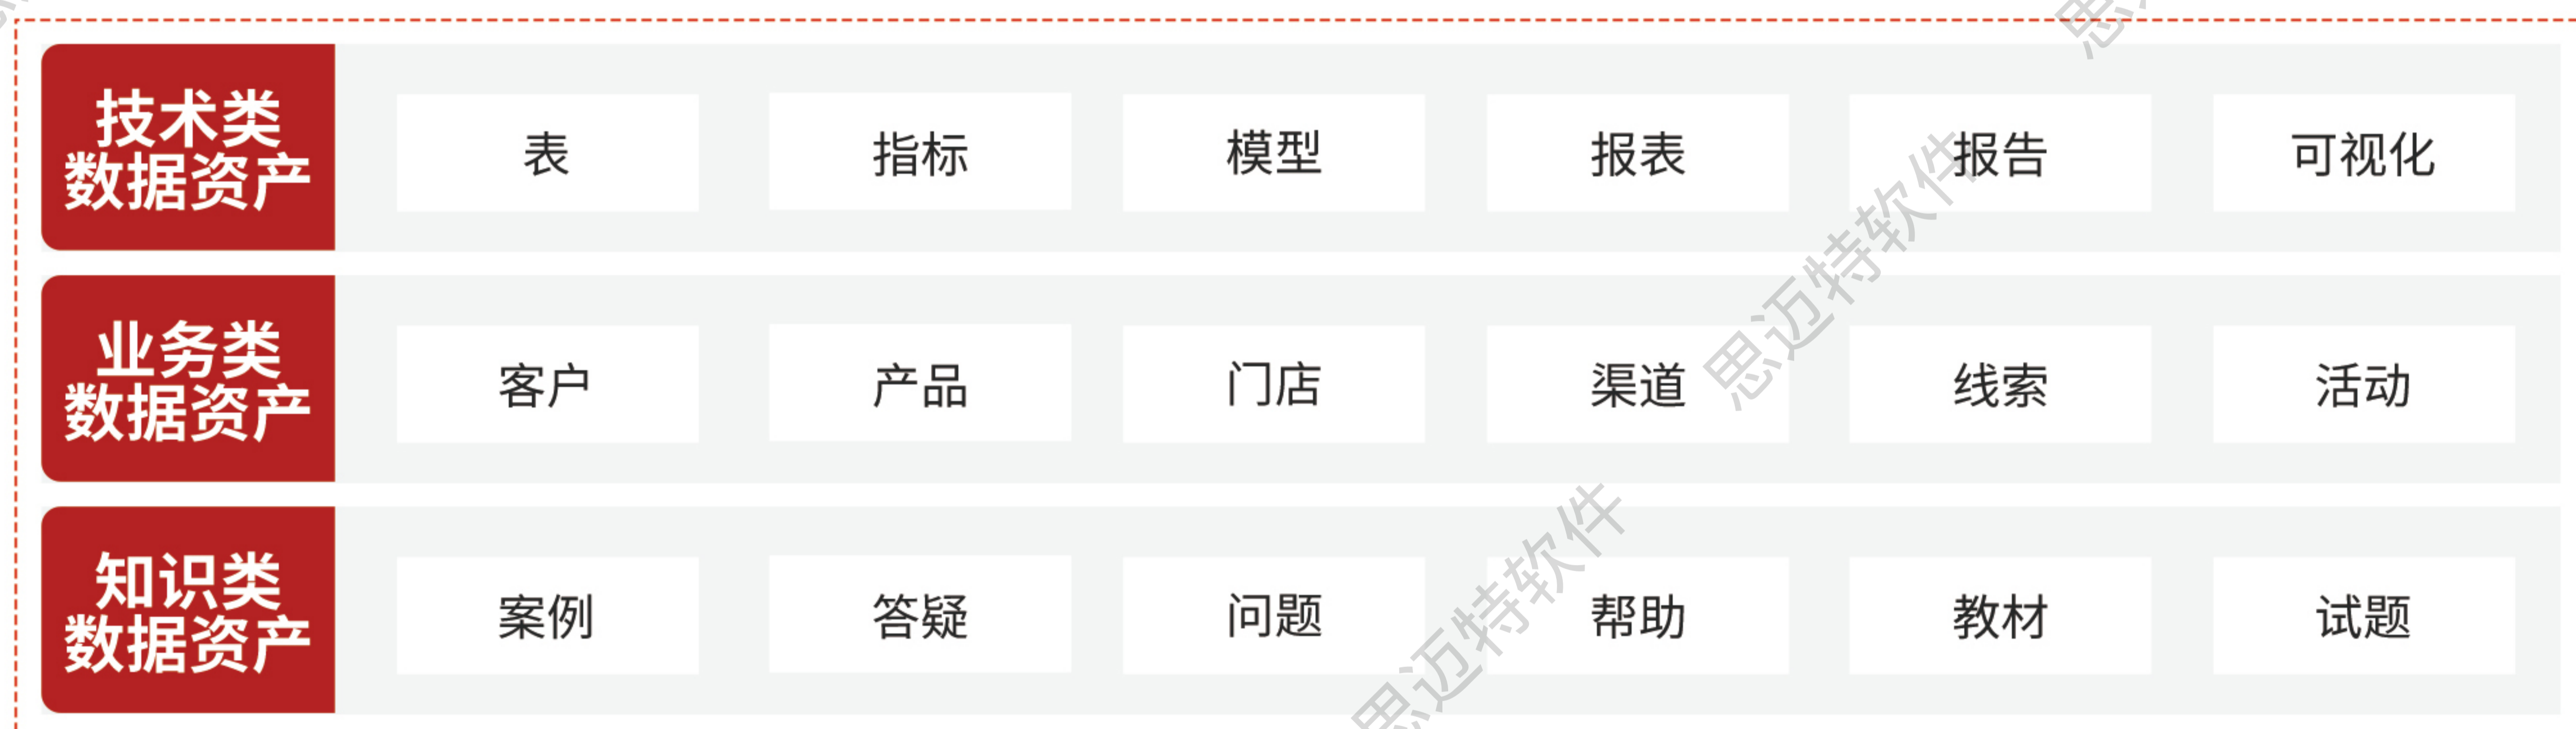 技术类
数据资产
表
指标
模型
报表
报告
可视化
业务类
数据资产
客户
产品
门店
渠道
线索
活动
知识类
数据资产
案例
答疑
问题
帮助
教材
试题
思迈特软件
思迈特软件
思